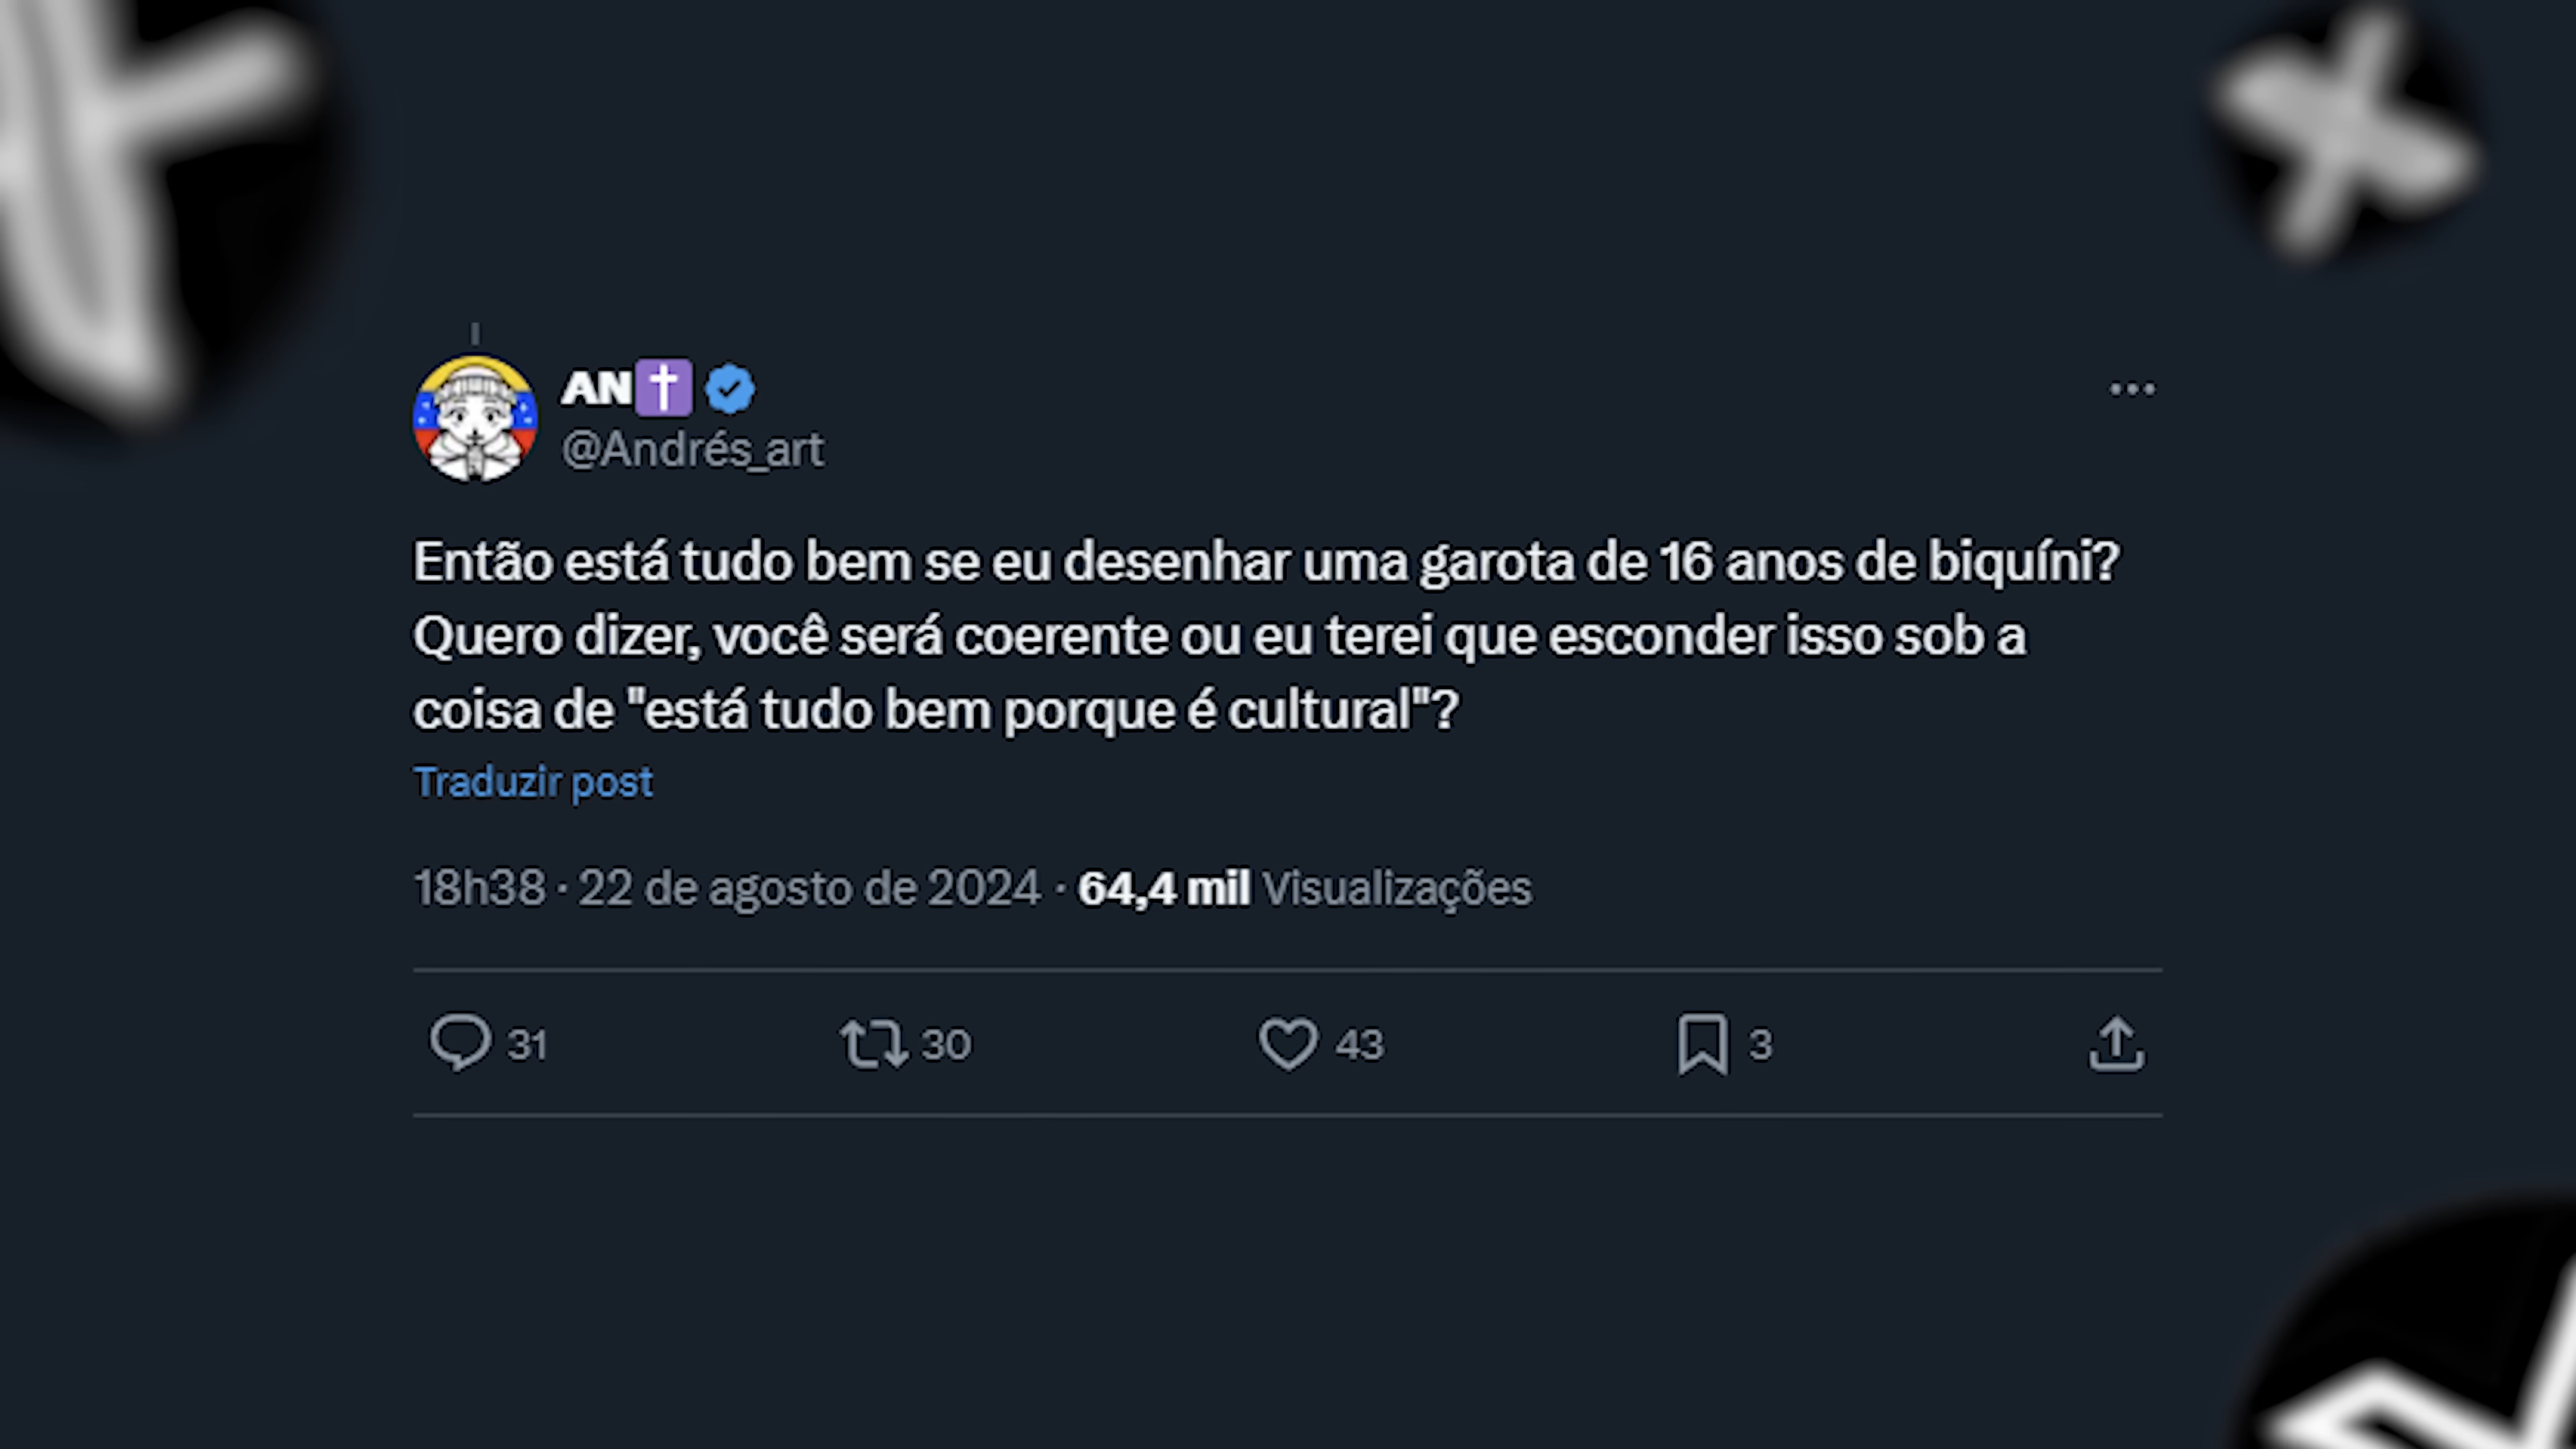 AN✝️
@Andrés_art
Então está tudo bem se eu desenhar uma garota de 16 anos de biquíni?
Quero dizer, você será coerente ou eu terei que esconder isso sob a
coisa de "está tudo bem porque é cultural"?
Traduzir post
18h38 · 22 de agosto de 2024 · 64,4 mil Visualizações
31 30 43 3